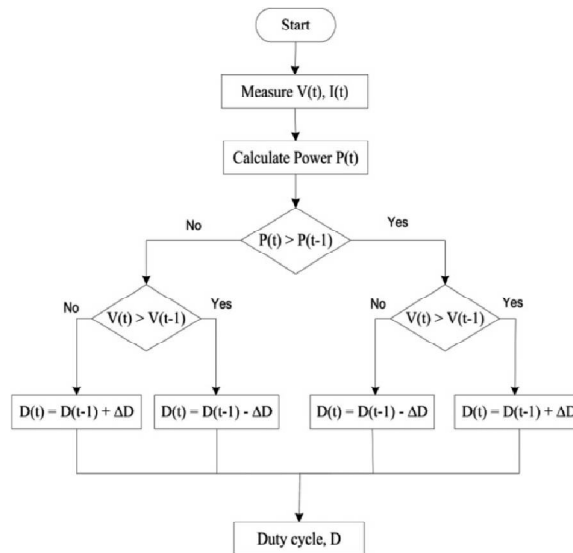 Start
Measure V(t), I(t)
Calculate Power P(t)
No
P(t) > P(t-1)
Yes
No
V(t) > V(t-1)
Yes
No
V(t) > V(t-1)
Yes
D(t) = D(t-1) + ΔD
D(t) = D(t-1) - ΔD
D(t) = D(t-1) - ΔD
D(t) = D(t-1) + ΔD
Duty cycle, D